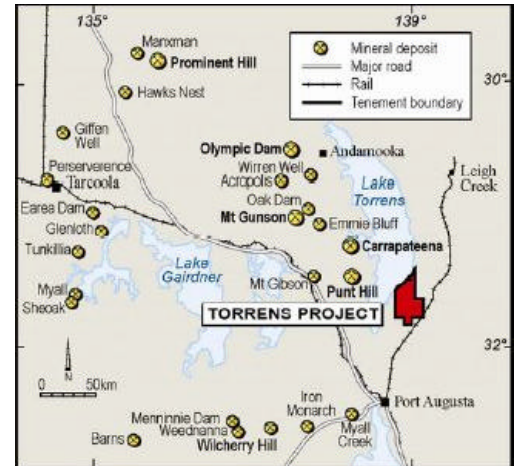 135°
139°
Manxman
Prominent Hill
Mineral deposit
Major road
Rail
Tenement boundary
30°
Hawks Nest
Giffen
Well
Olympic Dam
Andamooka
Perserverence
Tarcoola
Wirren Well
Acropolis
Leigh
Creek
Lake
Torrens
Earea Dam
Oak Dam
Mt Gunson
Emmie Bluff
Glenloth
Tunkillia
Carrapateena
Lake
Gairdner
Mt Gibson
Punt Hill
Myall
Sheoak
TORRENS PROJECT
32°
N
0 50km
Iron
Monarch
Port Augusta
Menninnie Dam
Weednanna
Myall
Creek
Barns
Wilcherry Hill